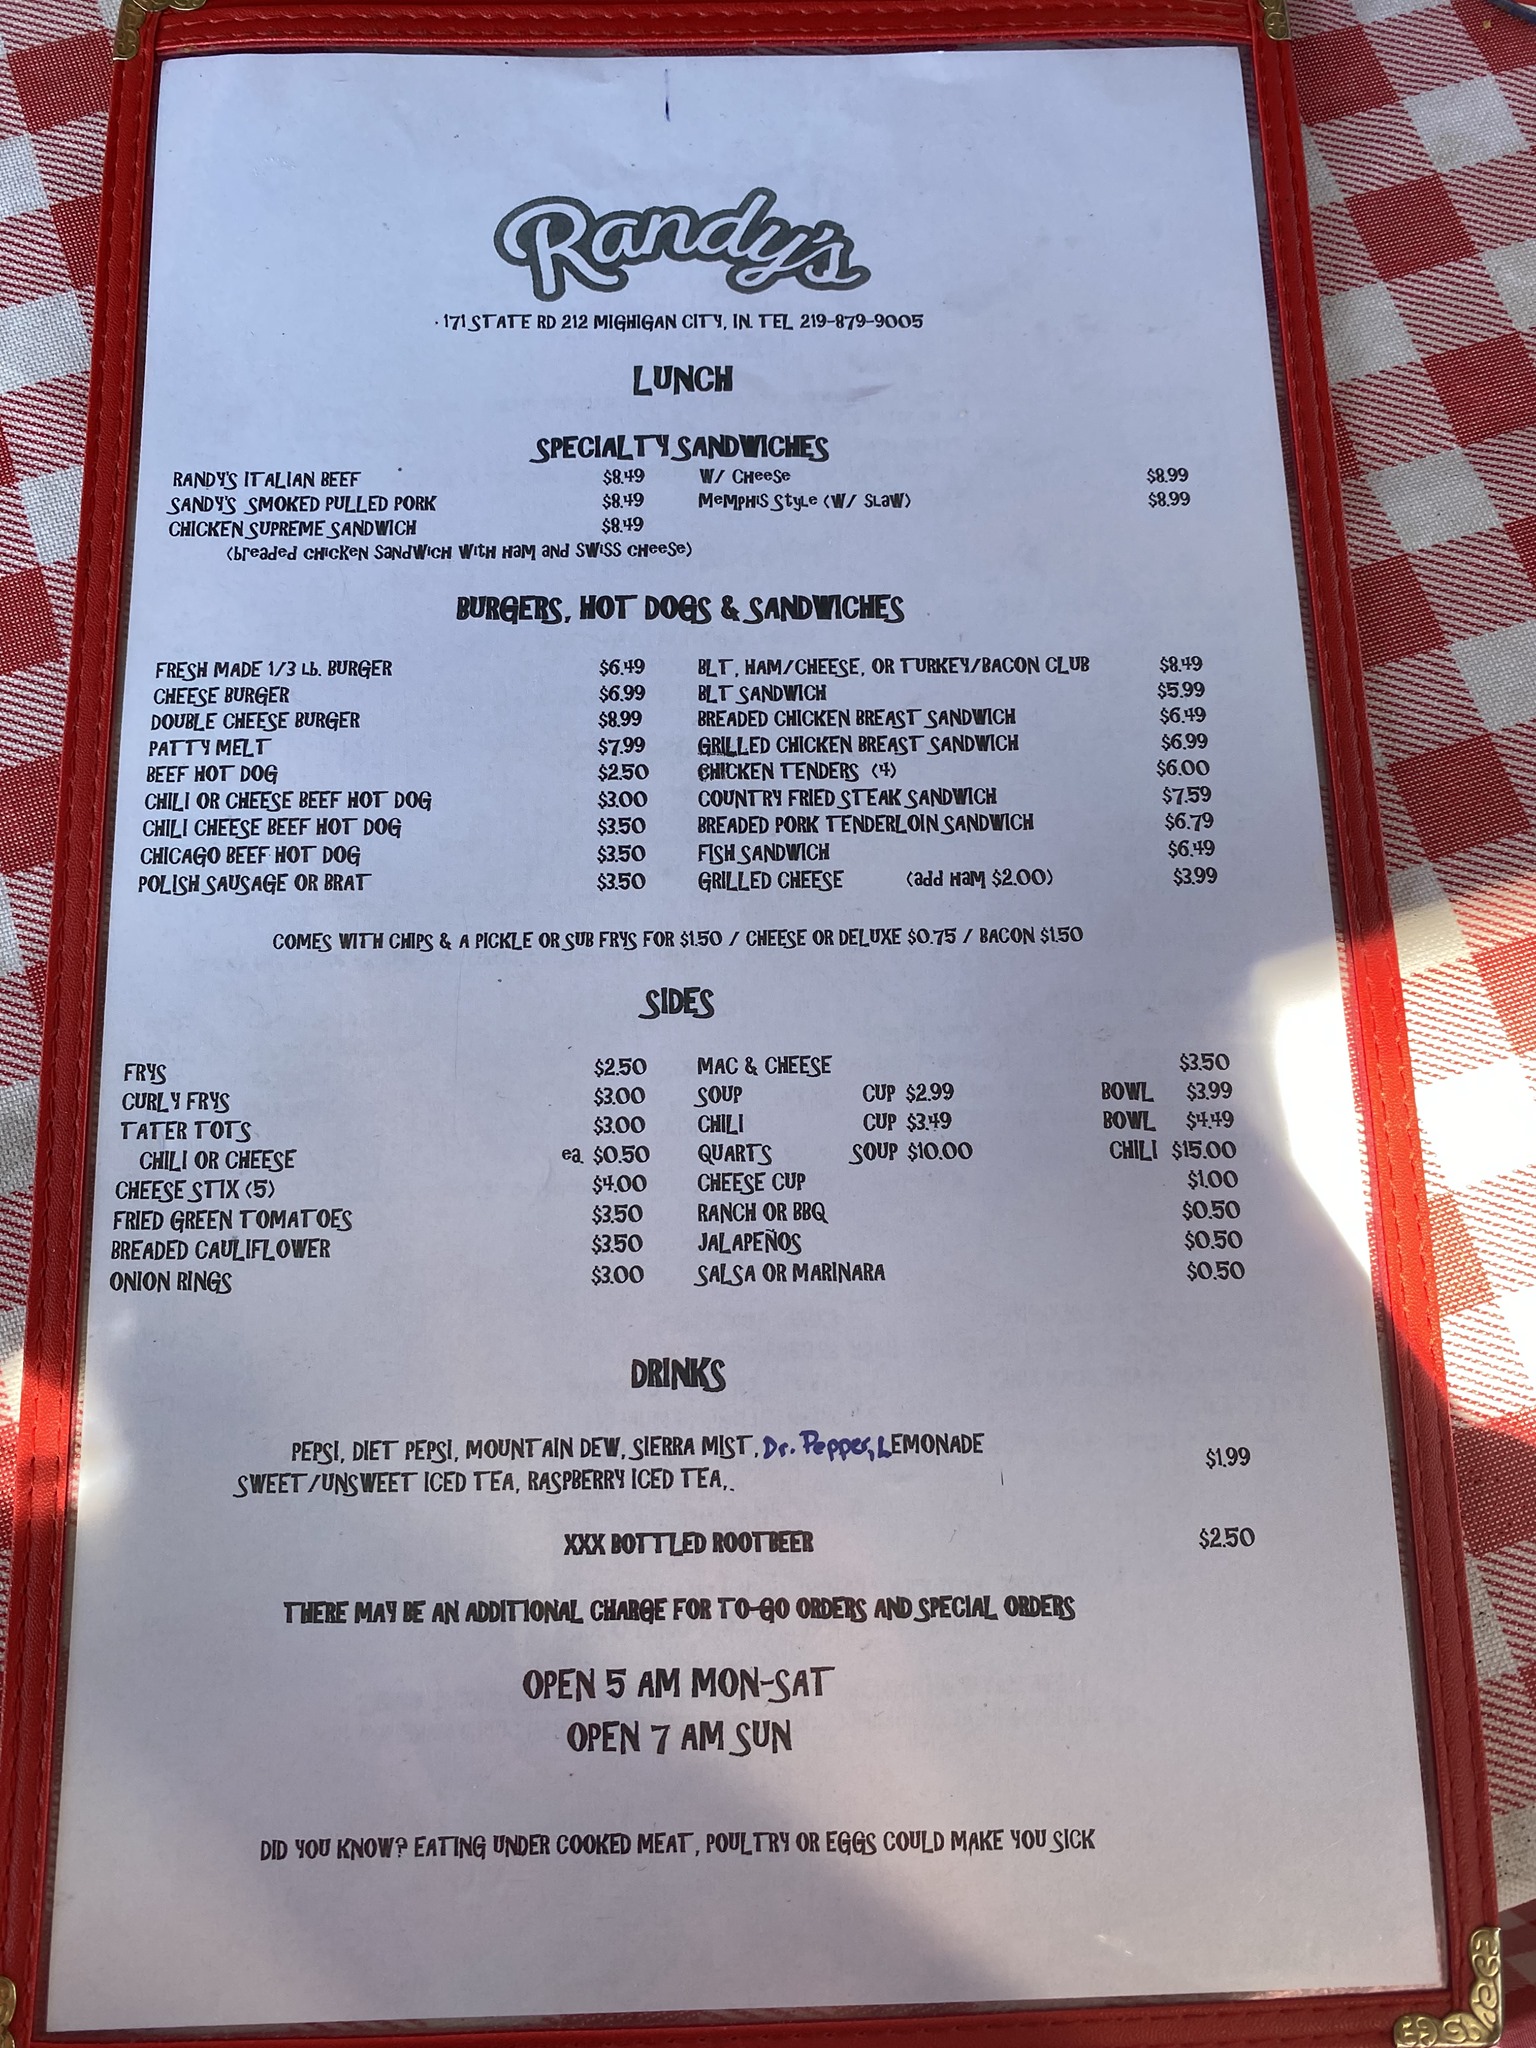 Randy's
171 STATE RD 212 MIGHIGAN CITY, IN. TEL 219-879-9005
LUNCH
SPECIALTY SANDWICHES
RANDY'S ITALIAN BEEF $8.49 W/ CHEESE $8.99
SANDY'S SMOKED PULLED PORK $8.49 MEMPHIS STYLE (W/ SLAW) $8.99
CHICKEN SUPREME SANDWICH $8.49
(breaded chicken sandwich with ham and swiss cheese)
BURGERS, HOT DOGS & SANDWICHES
FRESH MADE 1/3 Lb. BURGER $6.49 BLT, HAM/CHEESE, OR TURKEY/BACON CLUB $8.49
CHEESE BURGER $6.99 BLT SANDWICH $5.99
DOUBLE CHEESE BURGER $8.99 BREADED CHICKEN BREAST SANDWICH $6.49
PATTY MELT $7.99 GRILLED CHICKEN BREAST SANDWICH $6.99
BEEF HOT DOG $2.50 CHICKEN TENDERS (4) $6.00
CHILI OR CHEESE BEEF HOT DOG $3.00 COUNTRY FRIED STEAK SANDWICH $7.59
CHILI CHEESE BEEF HOT DOG $3.50 BREADED PORK TENDERLOIN SANDWICH $6.79
CHICAGO BEEF HOT DOG $3.50 FISH SANDWICH $6.49
POLISH SAUSAGE OR BRAT $3.50 GRILLED CHEESE (add ham $2.00) $3.99
COMES WITH CHIPS & A PICKLE OR SUB FRYS FOR $1.50 / CHEESE OR DELUXE $0.75 / BACON $1.50
SIDES
FRYS $2.50 MAC & CHEESE $3.50
CURLY FRYS $3.00 SOUP CUP $2.99 BOWL $3.99
TATER TOTS $3.00 CHILI CUP $3.49 BOWL $4.49
CHILI OR CHEESE ea. $0.50 QUARTS SOUP $10.00 CHILI $15.00
CHEESE STIX (5) $4.00 CHEESE CUP $1.00
FRIED GREEN TOMATOES $3.50 RANCH OR BBQ $0.50
BREADED CAULIFLOWER $3.50 JALAPEÑOS $0.50
ONION RINGS $3.00 SALSA OR MARINARA $0.50
DRINKS
PEPSI, DIET PEPSI, MOUNTAIN DEW, SIERRA MIST, Dr. Pepper, LEMONADE $1.99
SWEET/UNSWEET ICED TEA, RASPBERRY ICED TEA,.
XXX BOTTLED ROOTBEER $2.50
THERE MAY BE AN ADDITIONAL CHARGE FOR TO-GO ORDERS AND SPECIAL ORDERS
OPEN 5 AM MON-SAT
OPEN 7 AM SUN
DID YOU KNOW? EATING UNDER COOKED MEAT, POULTRY OR EGGS COULD MAKE YOU SICK